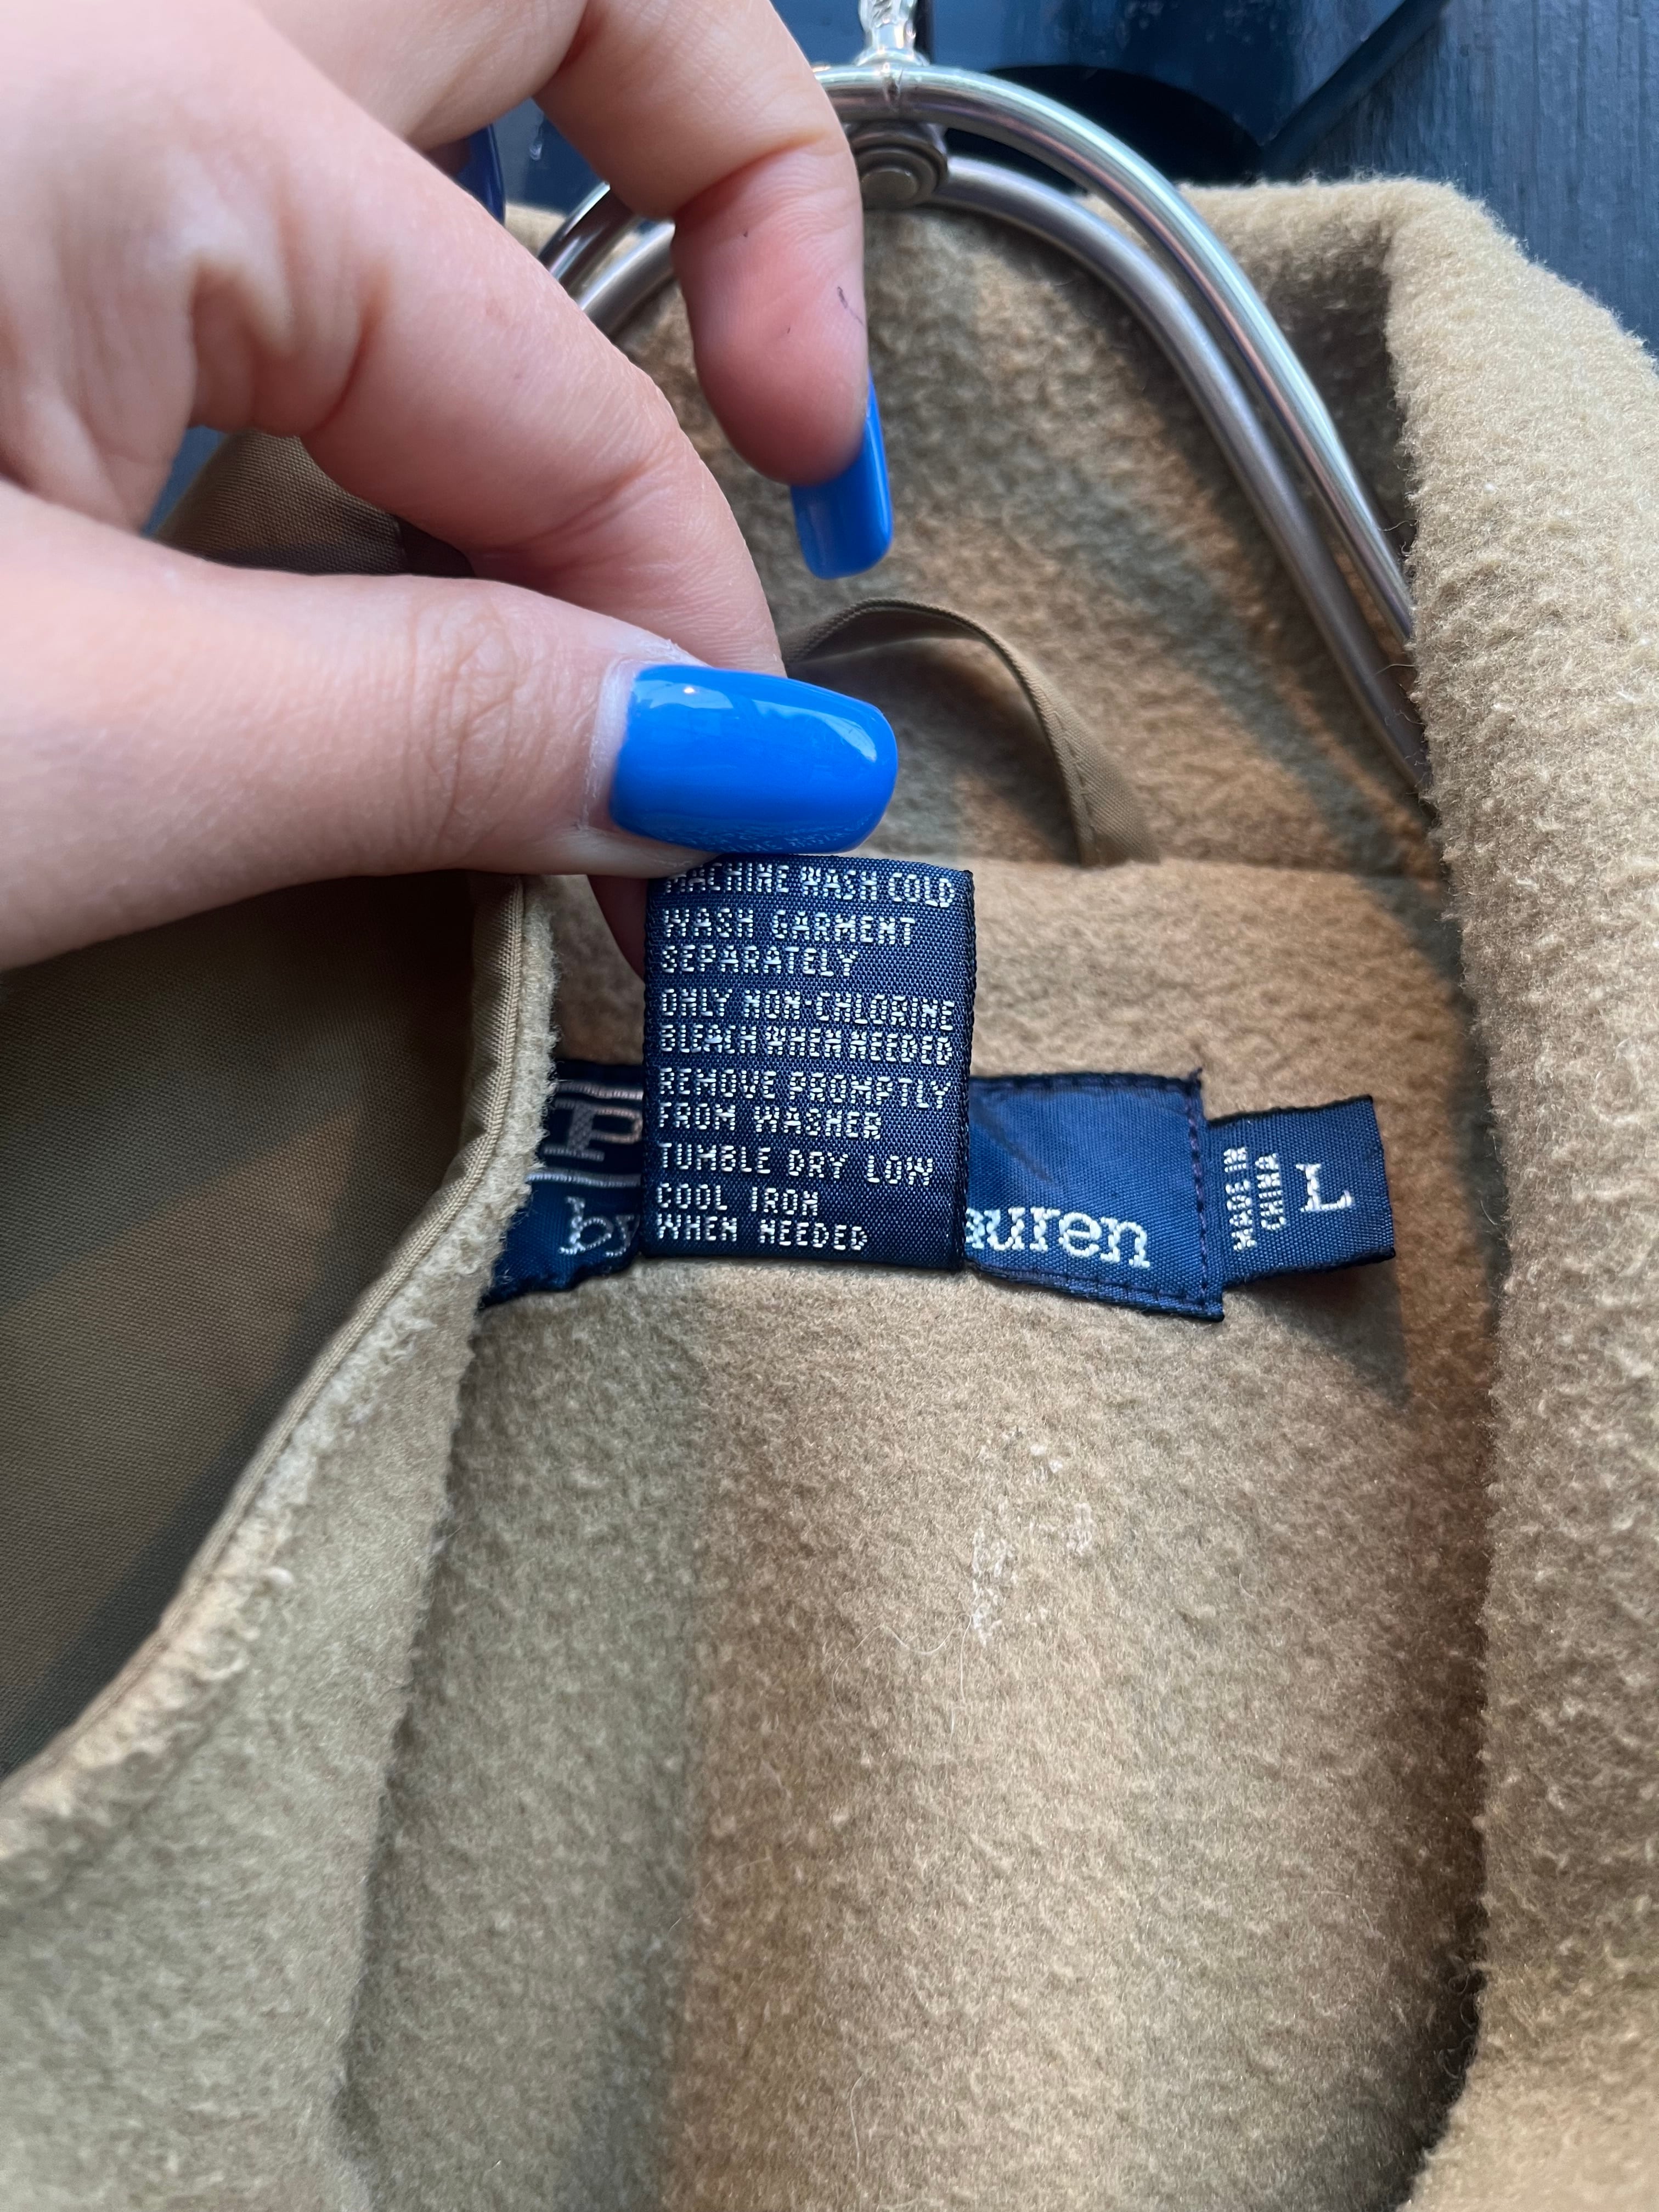 MACHINE WASH COLD
WASH GARMENT
SEPARATELY
ONLY NON-CHLORINE
BLEACH WHEN NEEDED
REMOVE PROMPTLY
FROM WASHER
TUMBLE DRY LOW
COOL IRON
WHEN NEEDED
by
auren
MADE IN
CHINA
L